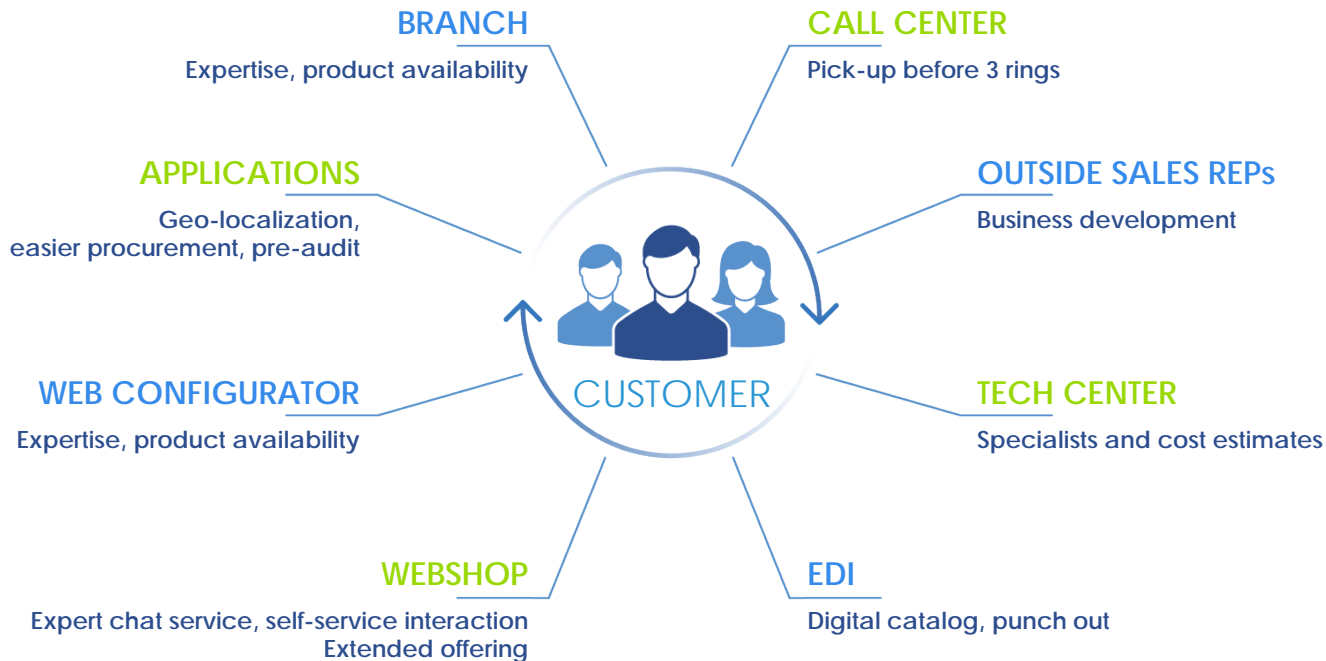 BRANCH
Expertise, product availability
CALL CENTER
Pick-up before 3 rings
APPLICATIONS
Geo-localization,
easier procurement, pre-audit
OUTSIDE SALES REPs
Business development
CUSTOMER
WEB CONFIGURATOR
Expertise, product availability
TECH CENTER
Specialists and cost estimates
WEBSHOP
Expert chat service, self-service interaction
Extended offering
EDI
Digital catalog, punch out